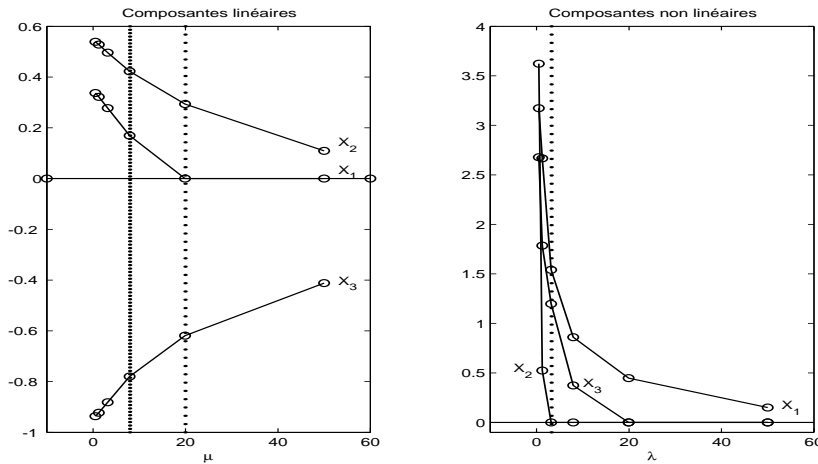 Composantes linéaires
0.6
0.4
0.2
0
-0.2
-0.4
-0.6
-0.8
-1
0 20 40 60
μ
X2
X1
X3
Composantes non linéaires
4
3.5
3
2.5
2
1.5
1
0.5
0
0 20 40 60
λ
X2
X3
X1